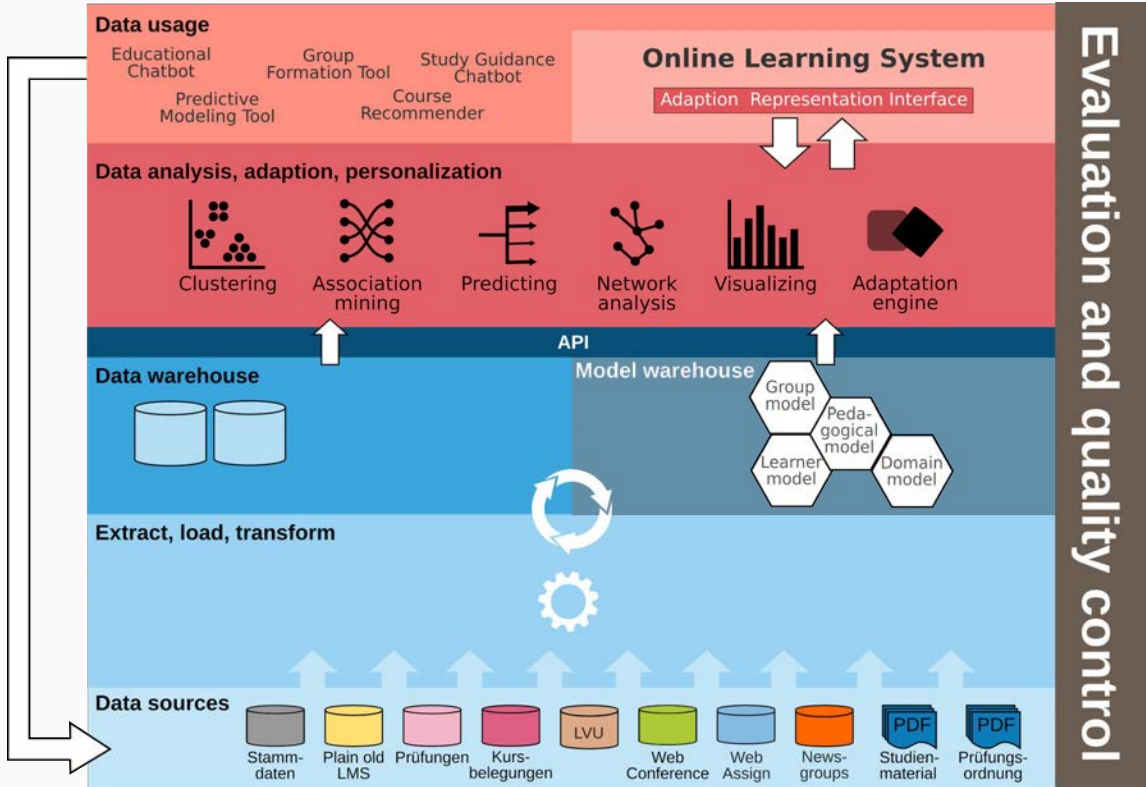 Data usage
Educational
Chatbot
Group
Formation Tool
Study Guidance
Chatbot
Predictive
Modeling Tool
Course
Recommender
Online Learning System
Adaption Representation Interface
Data analysis, adaption, personalization
Clustering
Association
mining
Predicting
Network
analysis
Visualizing
Adaptation
engine
API
Data warehouse
Model warehouse
Group
model
Peda-
gogical
model
Learner
model
Domain
model
Extract, load, transform
Data sources
Stamm-
daten
Plain old
LMS
Prüfungen
Kurs-
belegungen
LVU
Web
Conference
Web
Assign
News-
groups
PDF
Studien-
material
PDF
Prüfungs-
ordnung
Evaluation and quality control